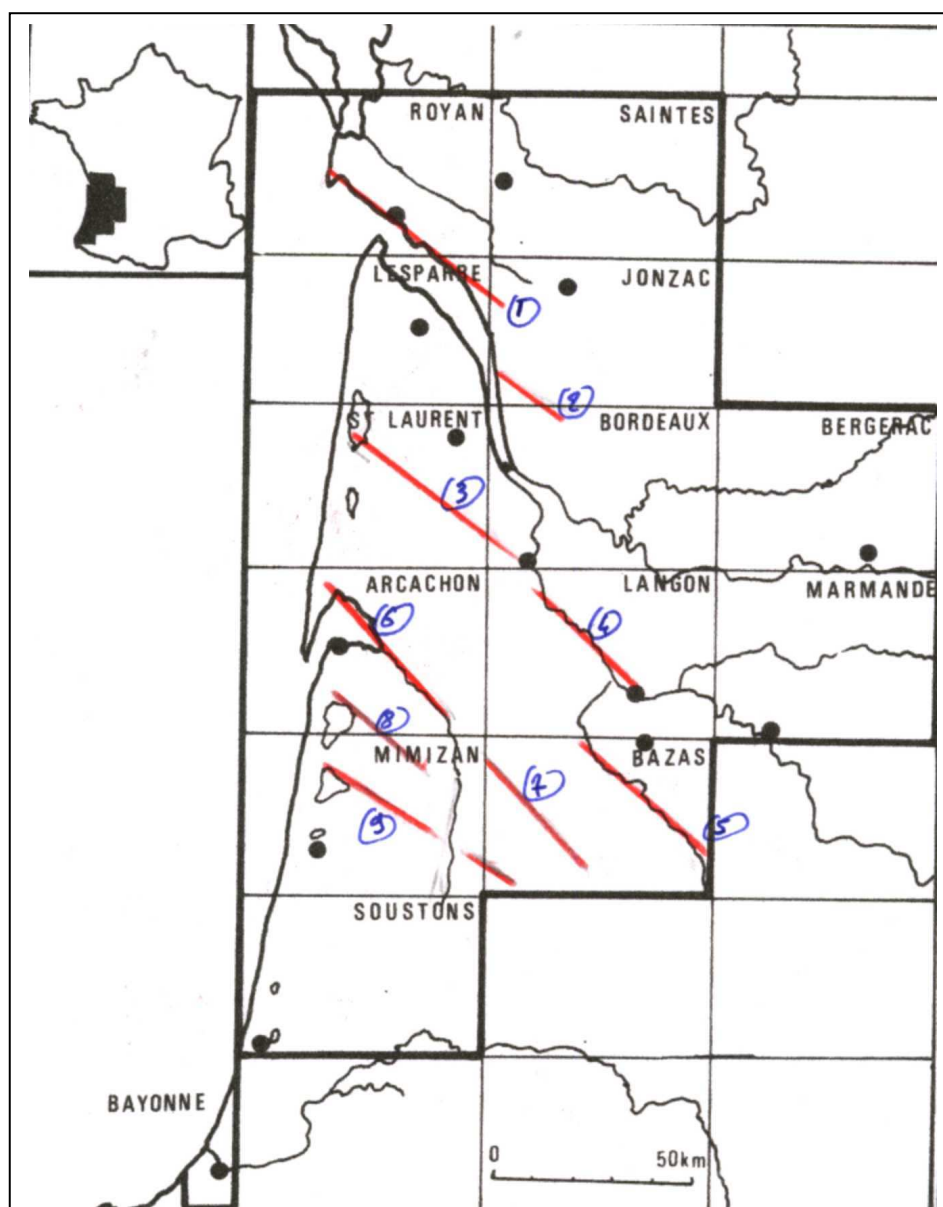 ROYAN
SAINTES
LESPARRE
JONZAC
1
2
ST LAURENT
BORDEAUX
BERGERAC
3
ARCACHON
LANGON
MARMANDE
6
4
8
MIMIZAN
BAZAS
7
9
5
SOUSTONS
BAYONNE
0
50km